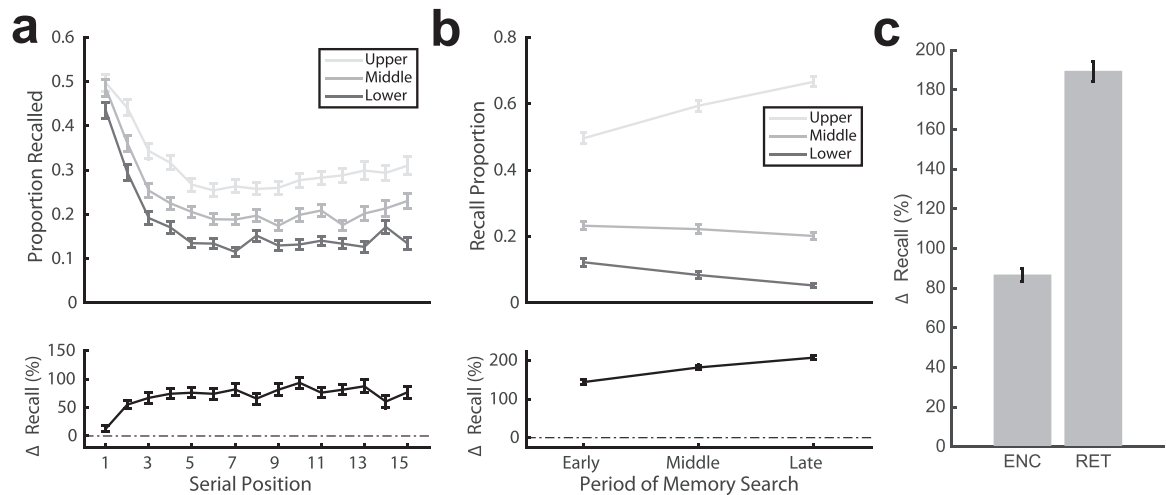 a
0.6
0.5
0.4
0.3
0.2
0.1
0
Proportion Recalled
Upper
Middle
Lower
150
100
50
0
Δ Recall (%)
1 3 5 7 9 11 13 15
Serial Position
b
0.8
0.6
0.4
0.2
0
Recall Proportion
Upper
Middle
Lower
200
100
0
Δ Recall (%)
Early Middle Late
Period of Memory Search
c
200
180
160
140
120
100
80
60
40
20
0
Δ Recall (%)
ENC RET